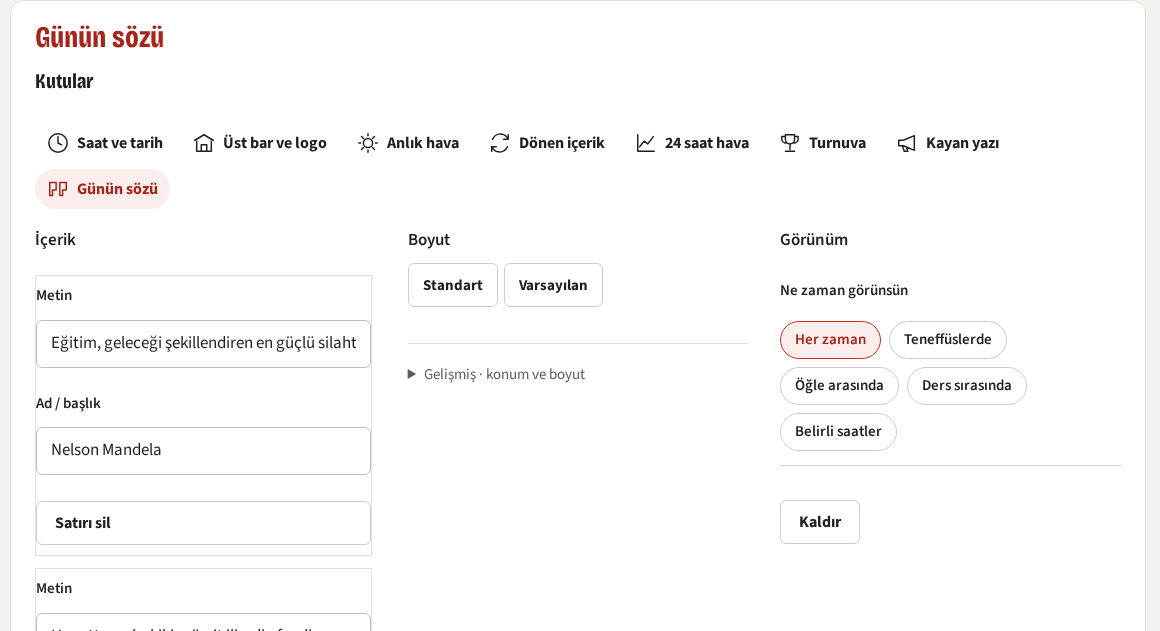 Günün sözü
Kutular
Saat ve tarih
Üst bar ve logo
Anlık hava
Dönen içerik
24 saat hava
Turnuva
Kayan yazı
Günün sözü
İçerik
Metin
Eğitim, geleceği şekillendiren en güçlü silaht
Ad / başlık
Nelson Mandela
Satırı sil
Metin
Boyut
Standart
Varsayılan
Gelişmiş · konum ve boyut
Görünüm
Ne zaman görünsün
Her zaman
Teneffüslerde
Öğle arasında
Ders sırasında
Belirli saatler
Kaldır